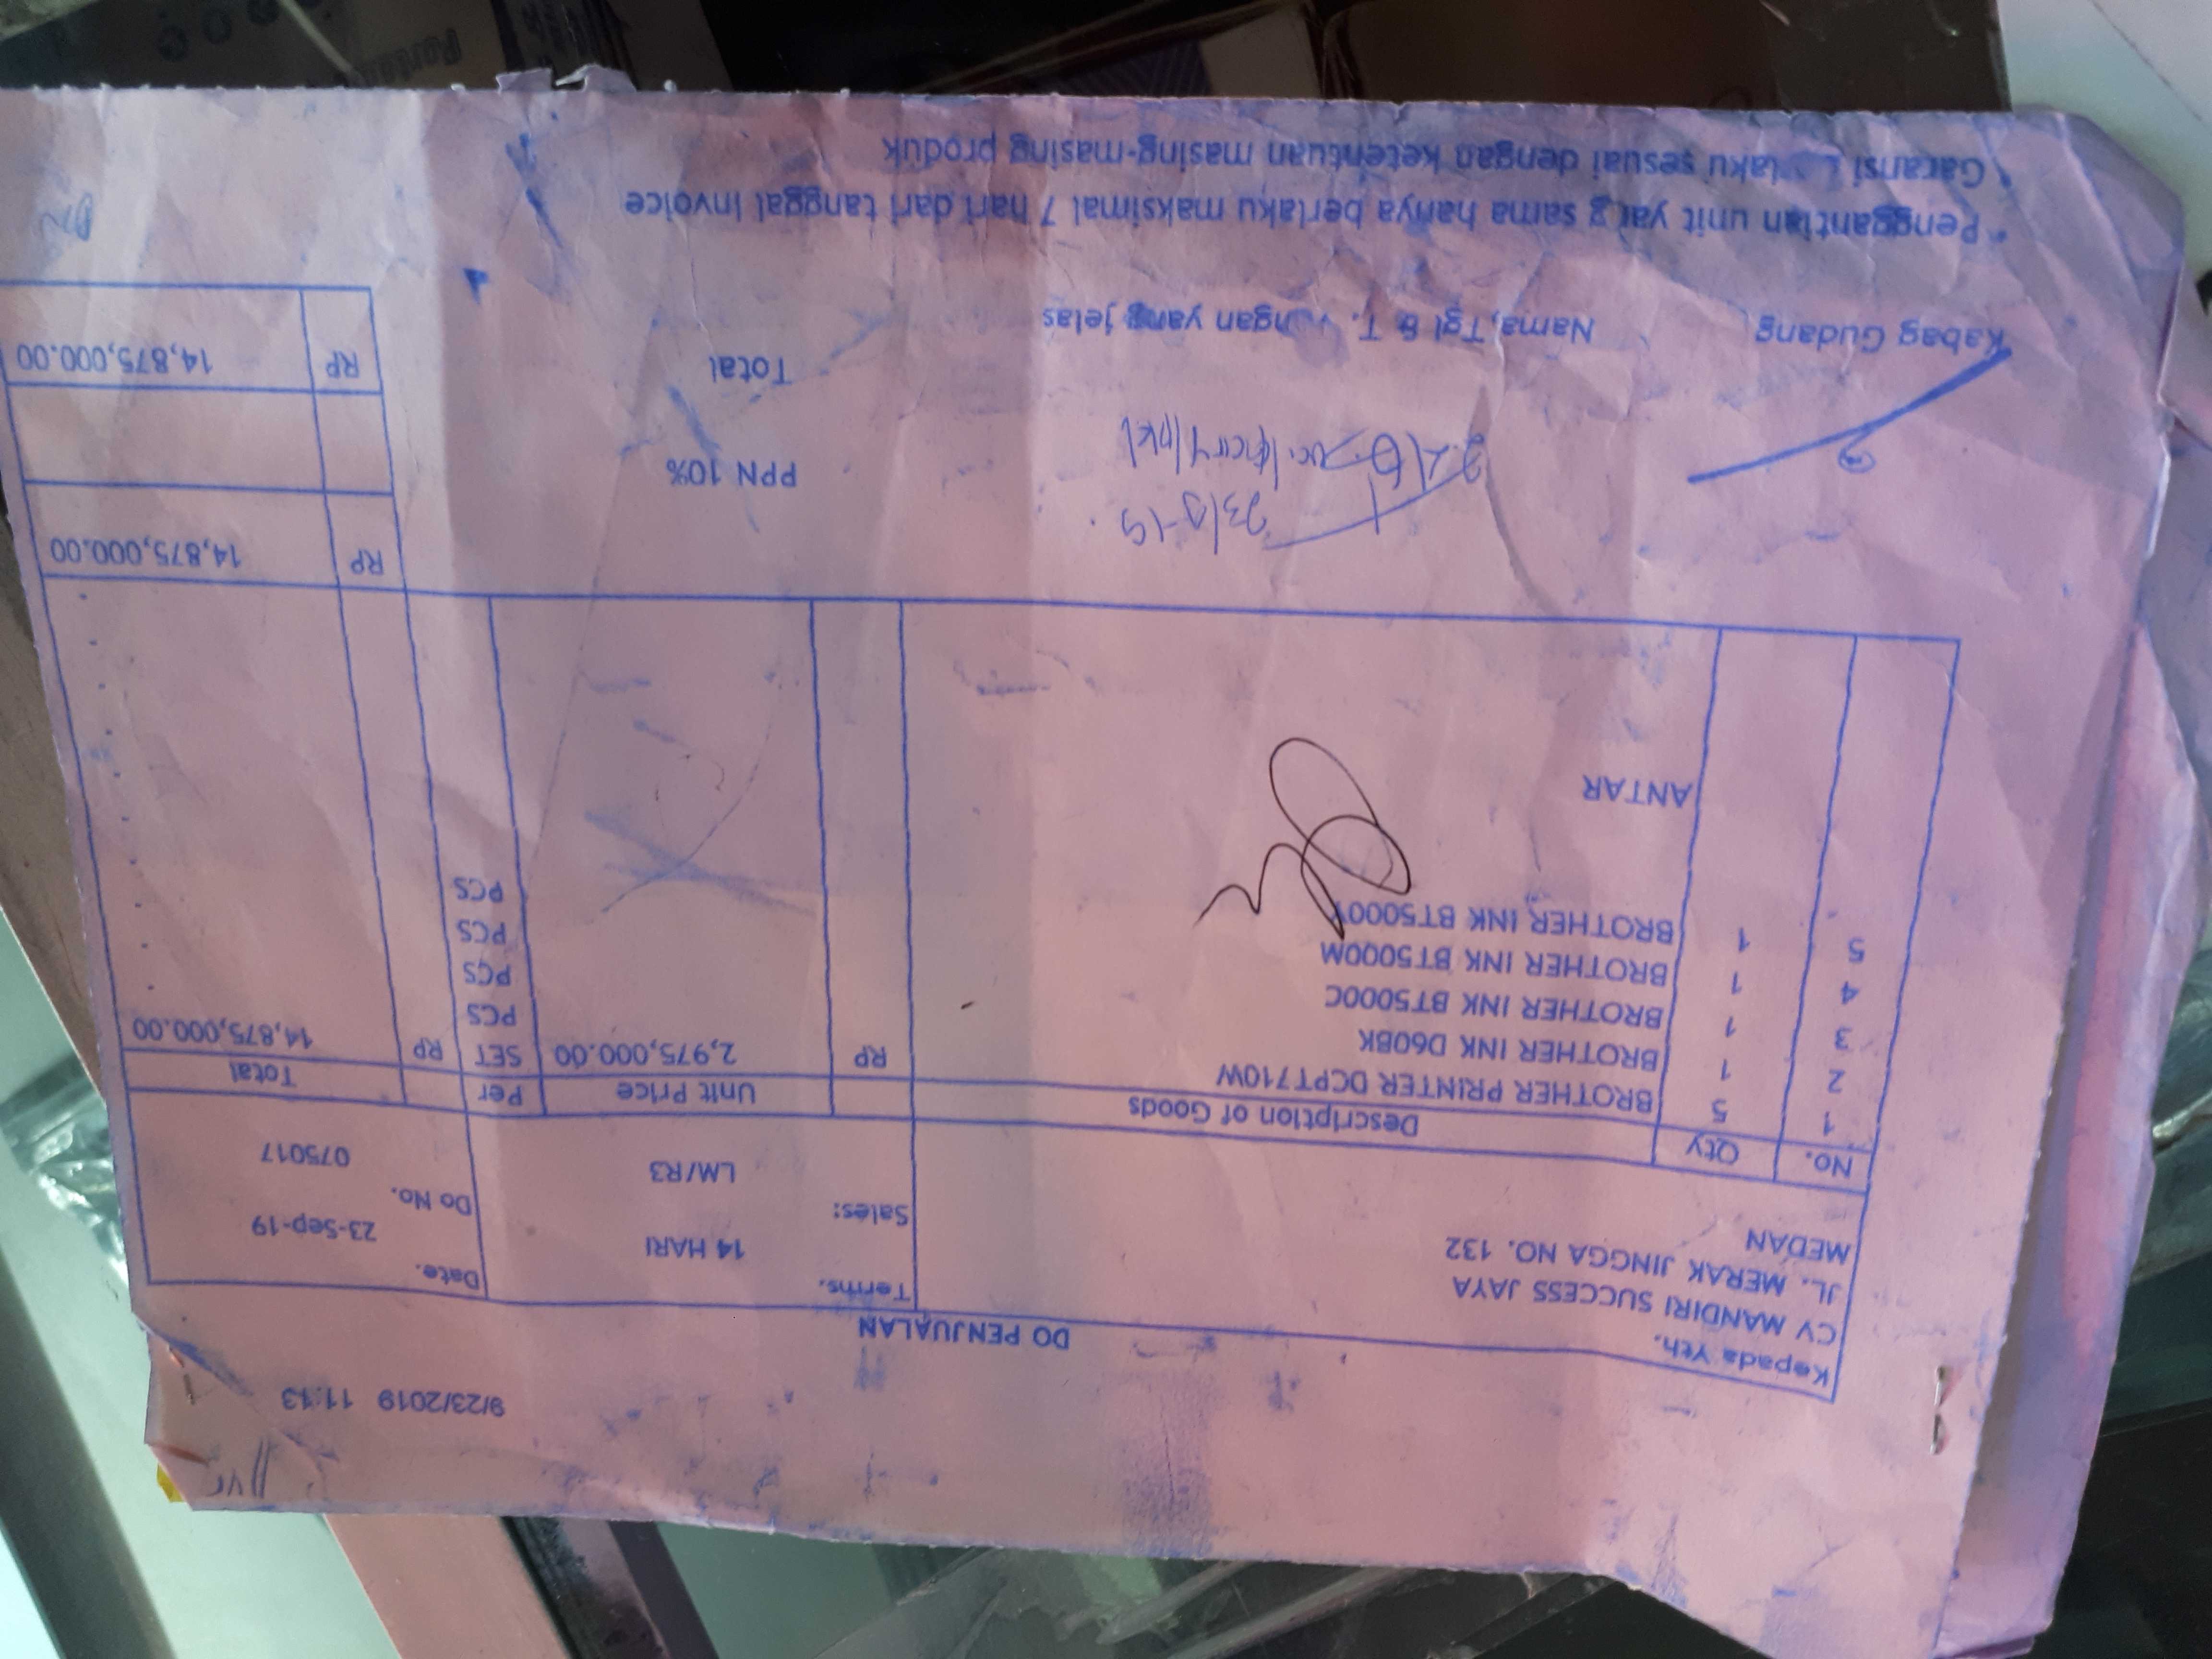 9/23/2019 11:13
DO PENJUALAN
Kepada Yth.
CV MANDIRI SUCCESS JAYA
JL. MERAK JINGGA NO. 132
MEDAN
Terms. 14 HARI
Sales: LM/R3
Date. 23-Sep-19
Do No. 075017
No. Qty Description of Goods Unit Price Per Total
1 5 BROTHER PRINTER DCPT710W RP 2,975,000.00 SET RP 14,875,000.00
2 1 BROTHER INK D60BK PCS -
3 1 BROTHER INK BT5000C PCS -
4 1 BROTHER INK BT5000M PCS -
5 1 BROTHER INK BT5000Y PCS -
ANTAR
RP 14,875,000.00
PPN 10%
Total RP 14,875,000.00
23/9-19
Kabag Gudang Nama,Tgl & T. ngan yang jelas
* Penggantian unit yang sama hanya berlaku maksimal 7 hari dari tanggal invoice
* Garansi laku sesuai dengan ketentuan masing-masing produk